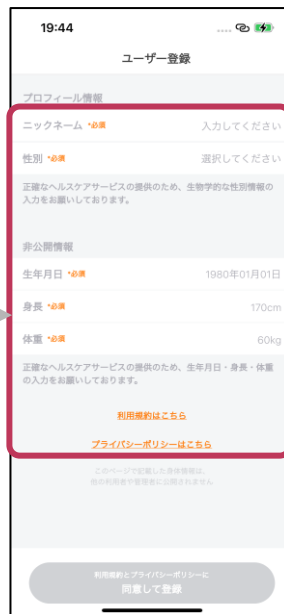 19:44
ユーザー登録
プロフィール情報
ニックネーム *必須 入力してください
性別 *必須 選択してください
正確なヘルスケアサービスの提供のため、生物学的な性別情報の
入力をお願いしております。
非公開情報
生年月日 *必須 1980年01月01日
身長 *必須 170cm
体重 *必須 60kg
正確なヘルスケアサービスの提供のため、生年月日・身長・体重
の入力をお願いしております。
利用規約はこちら
プライバシーポリシーはこちら
このページで記載した身体情報は、
他の利用者や管理者に公開されません
利用規約とプライバシーポリシーに
同意して登録